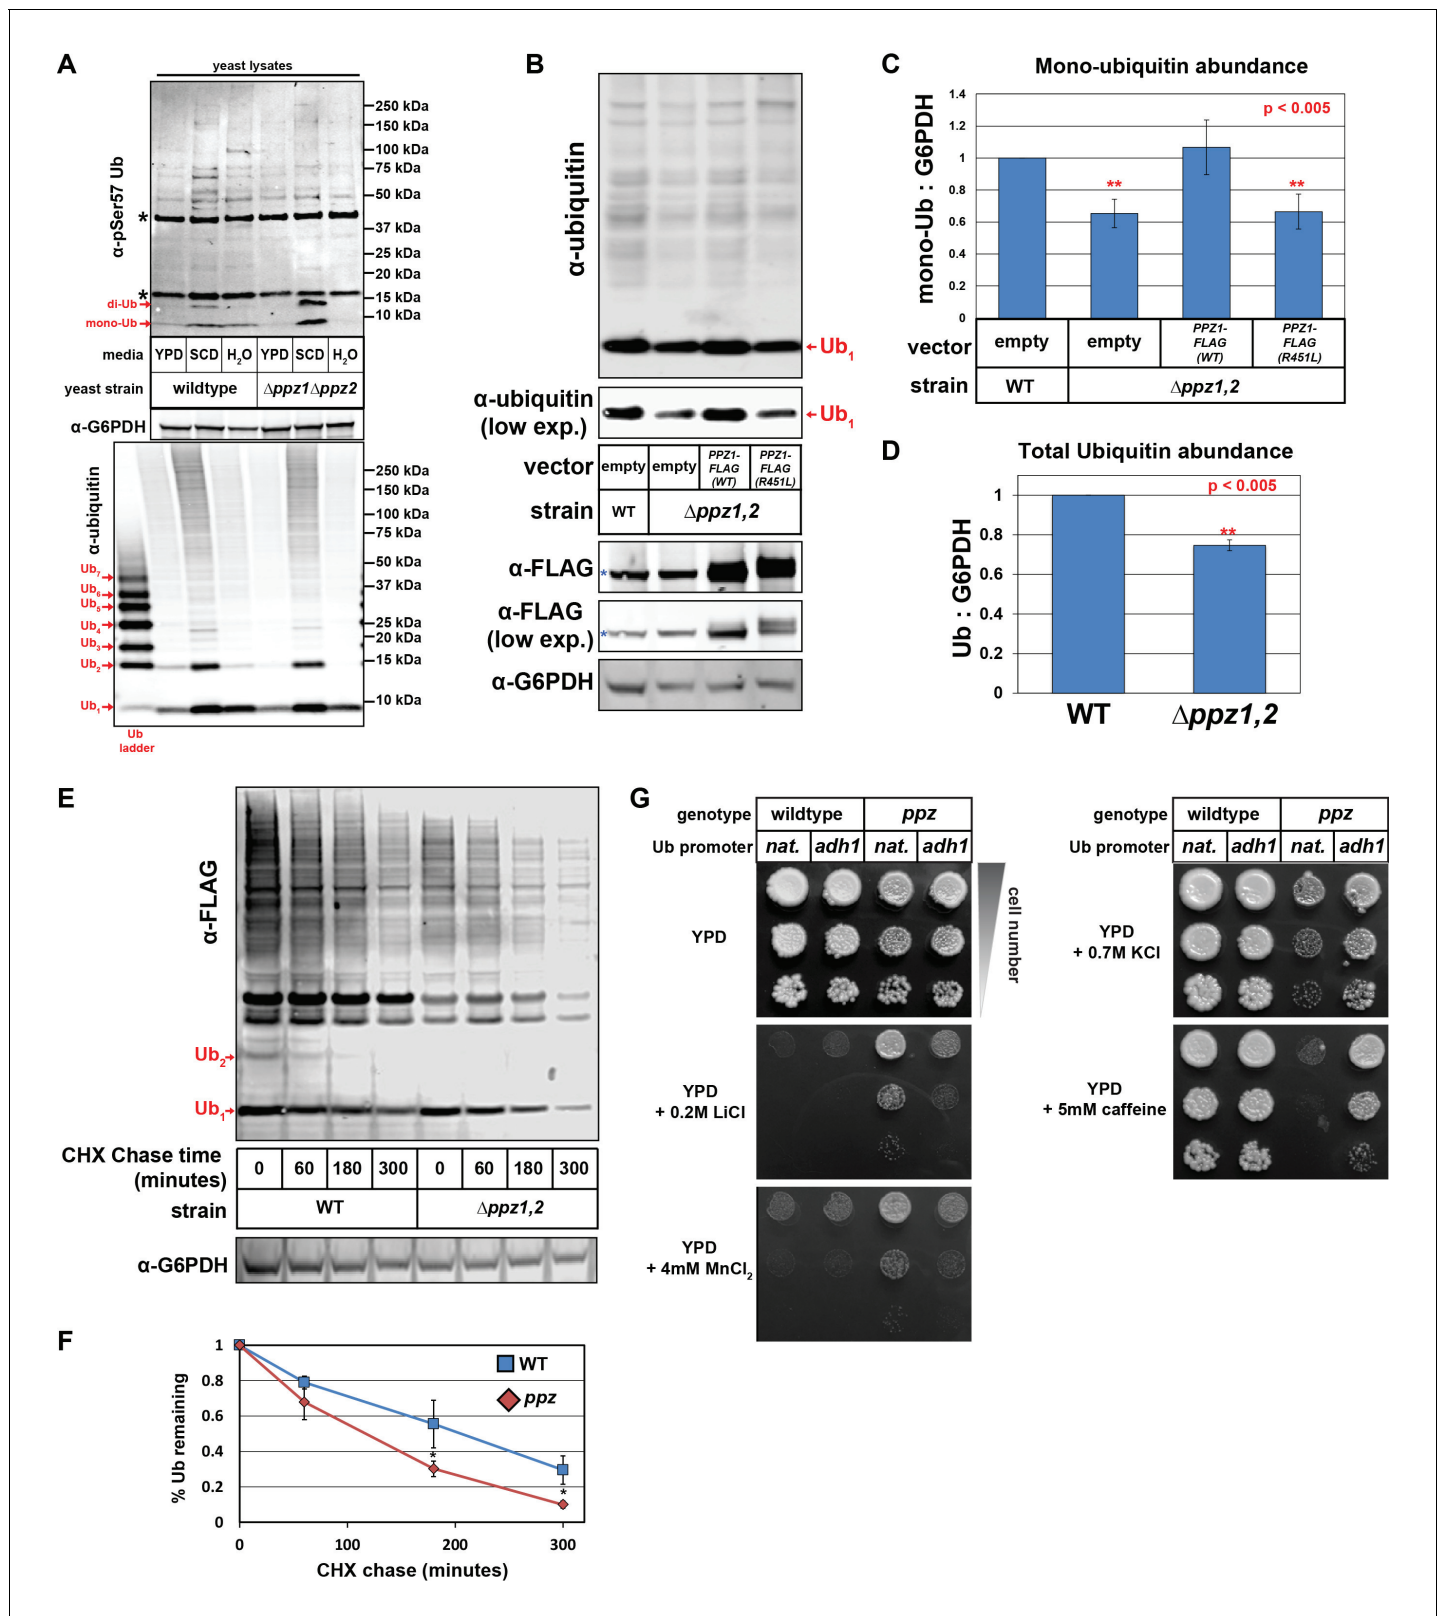 A
yeast lysates
α-pSer57 Ub
250 kDa
150 kDa
100 kDa
75 kDa
50 kDa
* 37 kDa
25 kDa
20 kDa
* 15 kDa
di-Ub
10 kDa
mono-Ub
media YPD SCD H2O YPD SCD H2O
yeast strain wildtype Δppz1Δppz2
α-G6PDH
α-ubiquitin
250 kDa
150 kDa
100 kDa
75 kDa
50 kDa
Ub7
37 kDa
Ub6
Ub5
25 kDa
Ub4
20 kDa
Ub3
15 kDa
Ub2
10 kDa
Ub1
Ub
ladder
B
α-ubiquitin
Ub1
α-ubiquitin
(low exp.)
Ub1
vector empty empty PPZ1-FLAG (WT) PPZ1-FLAG (R451L)
strain WT Δppz1,2
α-FLAG *
α-FLAG
(low exp.) *
α-G6PDH
C
Mono-ubiquitin abundance
p < 0.005
mono-Ub : G6PDH
1.4
1.2
1
0.8
0.6
0.4
0.2
0
**
**
vector empty empty PPZ1-FLAG (WT) PPZ1-FLAG (R451L)
strain WT Δppz1,2
D
Total Ubiquitin abundance
p < 0.005
Ub : G6PDH
1
0.8
0.6
0.4
0.2
0
**
WT Δppz1,2
E
α-FLAG
Ub2
Ub1
CHX Chase time
(minutes)
0 60 180 300 0 60 180 300
strain WT Δppz1,2
α-G6PDH
F
% Ub remaining
1
0.8
0.6
0.4
0.2
0
WT
ppz
*
*
0 100 200 300
CHX chase (minutes)
G
genotype wildtype ppz
Ub promoter nat. adh1 nat. adh1
YPD
cell number
YPD
+ 0.2M LiCl
YPD
+ 4mM MnCl2
genotype wildtype ppz
Ub promoter nat. adh1 nat. adh1
YPD
+ 0.7M KCl
YPD
+ 5mM caffeine